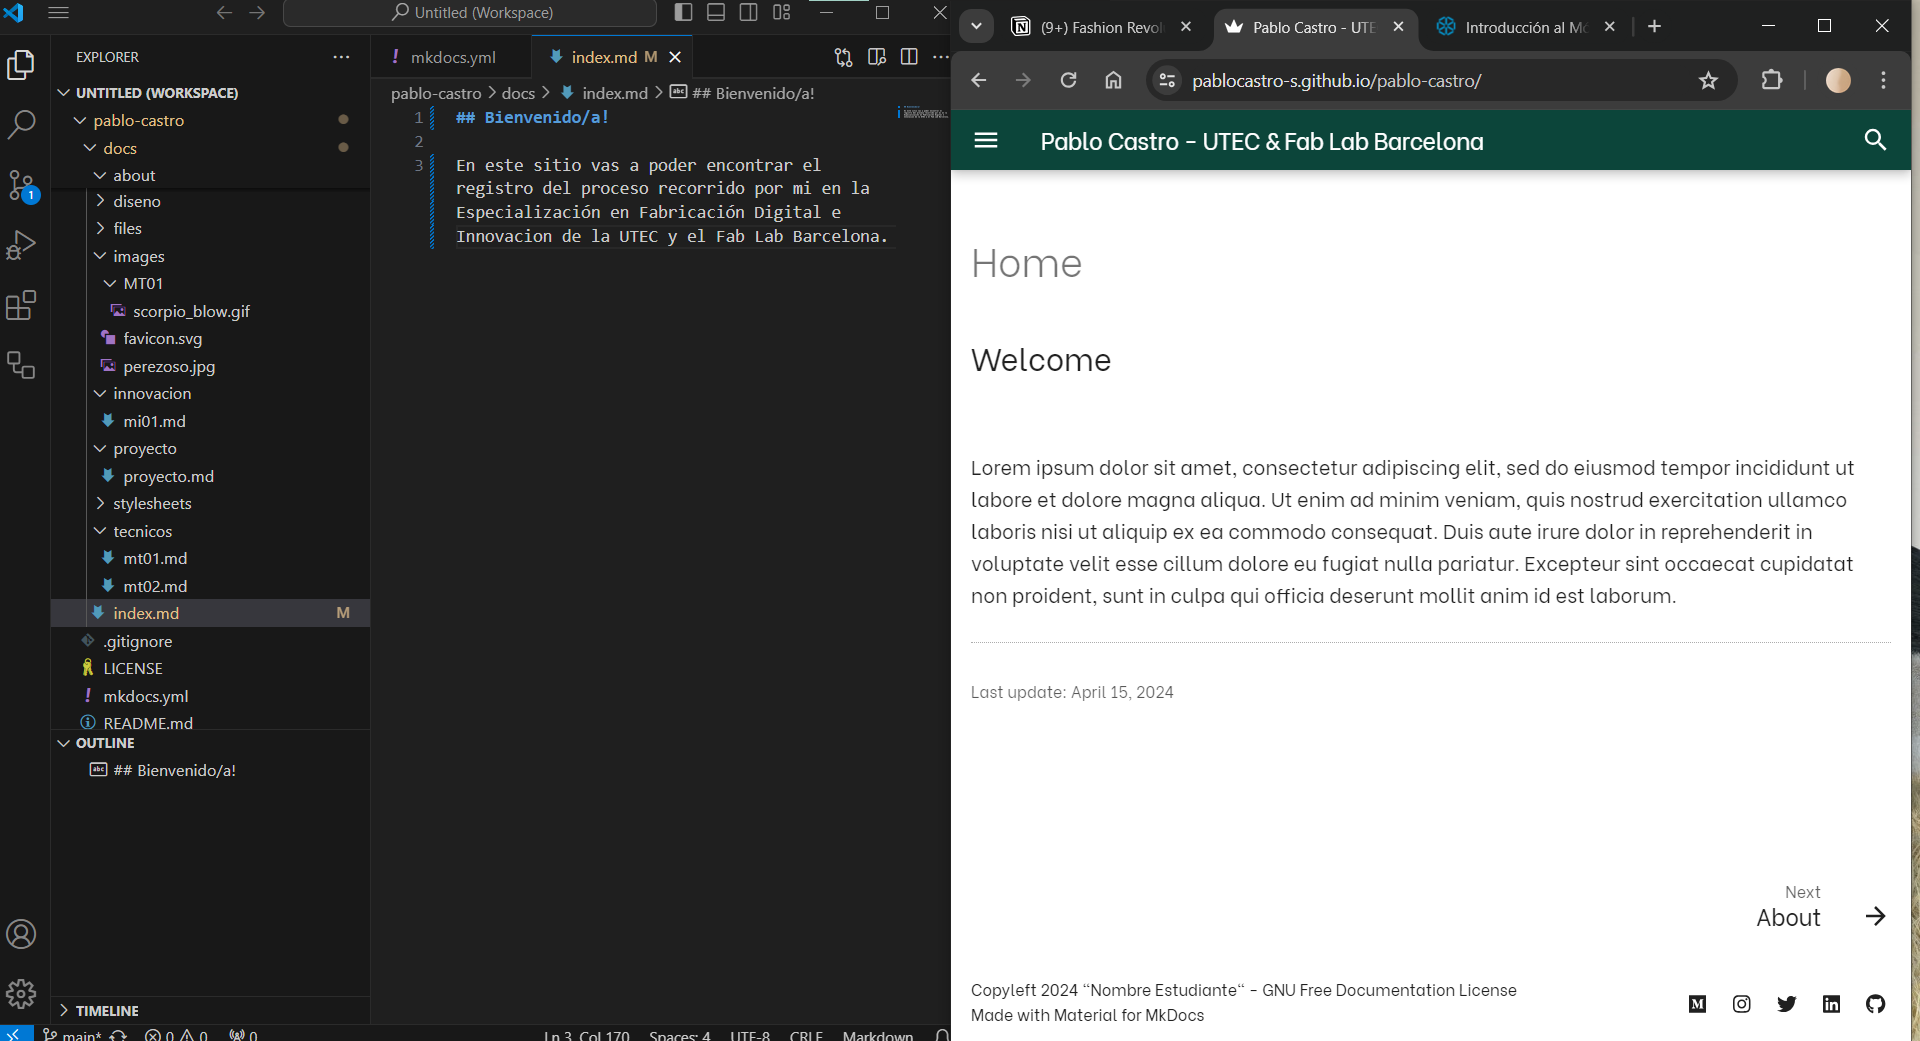 Untitled (Workspace)
EXPLORER
UNTITLED (WORKSPACE)
pablo-castro
docs
about
diseno
files
images
MT01
scorpio_blow.gif
favicon.svg
perezoso.jpg
innovacion
mi01.md
proyecto
proyecto.md
stylesheets
tecnicos
mt01.md
mt02.md
index.md M
.gitignore
LICENSE
mkdocs.yml
README.md
OUTLINE
## Bienvenido/a!
TIMELINE
1
main*
0 0 0
mkdocs.yml
index.md M
pablo-castro > docs > index.md > ## Bienvenido/a!
1 ## Bienvenido/a!
2
3 En este sitio vas a poder encontrar el
registro del proceso recorrido por mi en la
Especialización en Fabricación Digital e
Innovacion de la UTEC y el Fab Lab Barcelona.
Ln 3, Col 170 Spaces: 4 UTF-8 CRLF Markdown
(9+) Fashion Revol
Pablo Castro - UTE
Introducción al Mó
pablocastro-s.github.io/pablo-castro/
Pablo Castro - UTEC & Fab Lab Barcelona
Home
Welcome
Lorem ipsum dolor sit amet, consectetur adipiscing elit, sed do eiusmod tempor incididunt ut
labore et dolore magna aliqua. Ut enim ad minim veniam, quis nostrud exercitation ullamco
laboris nisi ut aliquip ex ea commodo consequat. Duis aute irure dolor in reprehenderit in
voluptate velit esse cillum dolore eu fugiat nulla pariatur. Excepteur sint occaecat cupidatat
non proident, sunt in culpa qui officia deserunt mollit anim id est laborum.
Last update: April 15, 2024
Next
About
Copyleft 2024 "Nombre Estudiante" - GNU Free Documentation License
Made with Material for MkDocs